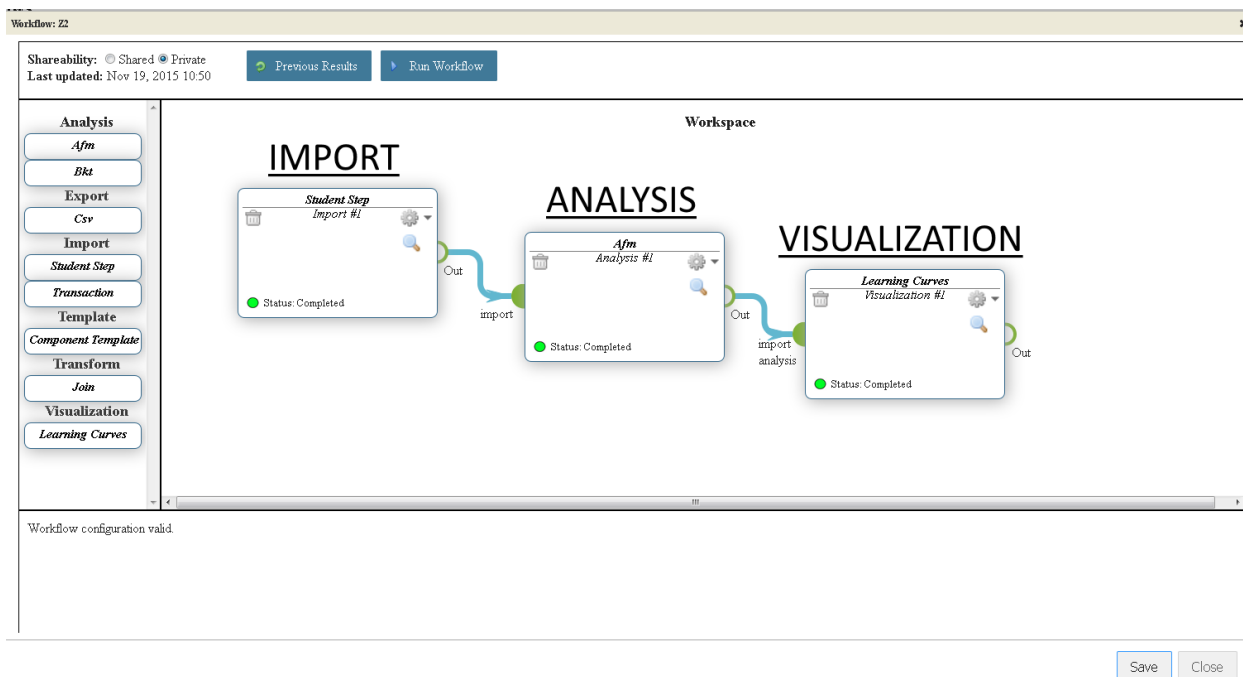 Workflow: Z2
Shareability: Shared Private
Last updated: Nov 19, 2015 10:50
Previous Results
Run Workflow
Analysis
Afm
Bkt
Export
Csv
Import
Student Step
Transaction
Template
Component Template
Transform
Join
Visualization
Learning Curves
Workspace
IMPORT
Student Step
Import #1
Out
Status: Completed
ANALYSIS
Afm
Analysis #1
import
Out
Status: Completed
VISUALIZATION
Learning Curves
Visualization #1
import
analysis
Out
Status: Completed
Workflow configuration valid.
Save
Close